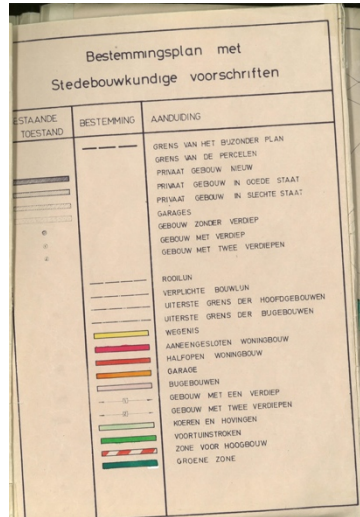 Bestemmingsplan met
Stedebouwkundige voorschriften
ESTAANDE TOESTAND
BESTEMMING
AANDUIDING
GRENS VAN HET BIJZONDER PLAN
GRENS VAN DE PERCELEN
PRIVAAT GEBOUW NIEUW
PRIVAAT GEBOUW IN GOEDE STAAT
PRIVAAT GEBOUW IN SLECHTE STAAT
GARAGES
GEBOUW ZONDER VERDIEP
GEBOUW MET VERDIEP
GEBOUW MET TWEE VERDIEPEN
ROOILIJN
VERPLICHTE BOUWLIJN
UITERSTE GRENS DER HOOFDGEBOUWEN
UITERSTE GRENS DER BIJGEBOUWEN
WEGENIS
AANEENGESLOTEN WONINGBOUW
HALFOPEN WONINGBOUW
GARAGE
BIJGEBOUWEN
GEBOUW MET EEN VERDIEP
GEBOUW MET TWEE VERDIEPEN
KOEREN EN HOVINGEN
VOORTUINSTROKEN
ZONE VOOR HOOGBOUW
GROENE ZONE